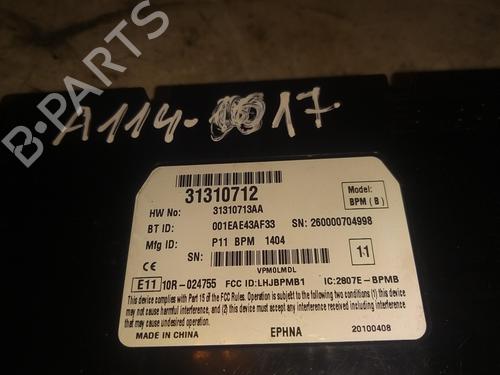 B-PARTS
A114-1017
31310712
HW No: 31310713AA
BT ID: 001EAE43AF33 SN: 260000704998
Mfg ID: P11 BPM 1404
SN:
VPM0LMDL
Model:
BPM ( B )
11
E11 10R-024755 FCC ID:LHJBPMB1 IC:2807E-BPMB
This device complies with Part 15 of the FCC Rules. Operation is subject to the following two conditions (1) this device
may not cause harmful interference, and (2) this device must accept any interference received including interference
that may cause undesired operation.
MADE IN CHINA EPHNA 20100408